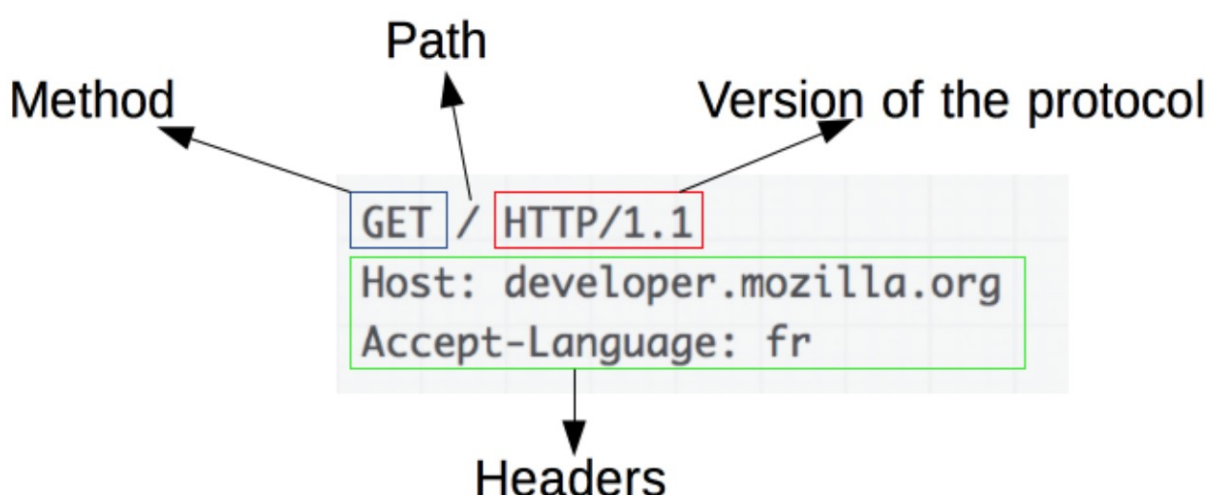 Path
Method
Version of the protocol
GET / HTTP/1.1
Host: developer.mozilla.org
Accept-Language: fr
Headers